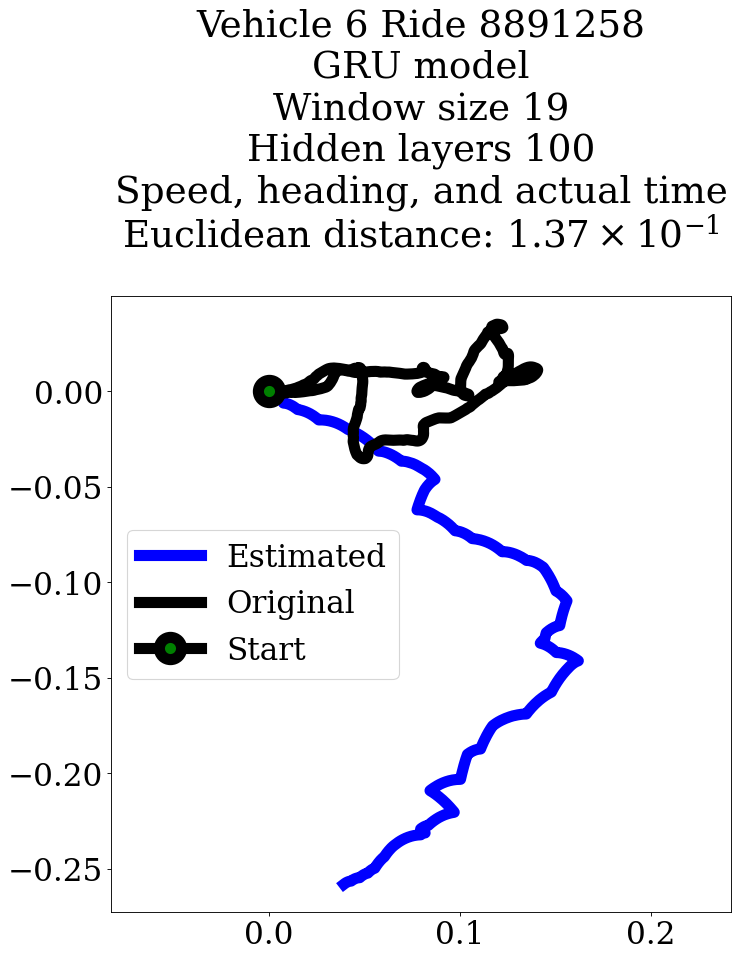 Vehicle 6 Ride 8891258
GRU model
Window size 19
Hidden layers 100
Speed, heading, and actual time
Euclidean distance: 1.37 × 10⁻¹
0.00
−0.05
−0.10
−0.15
−0.20
−0.25
Estimated
Original
Start
0.0 0.1 0.2